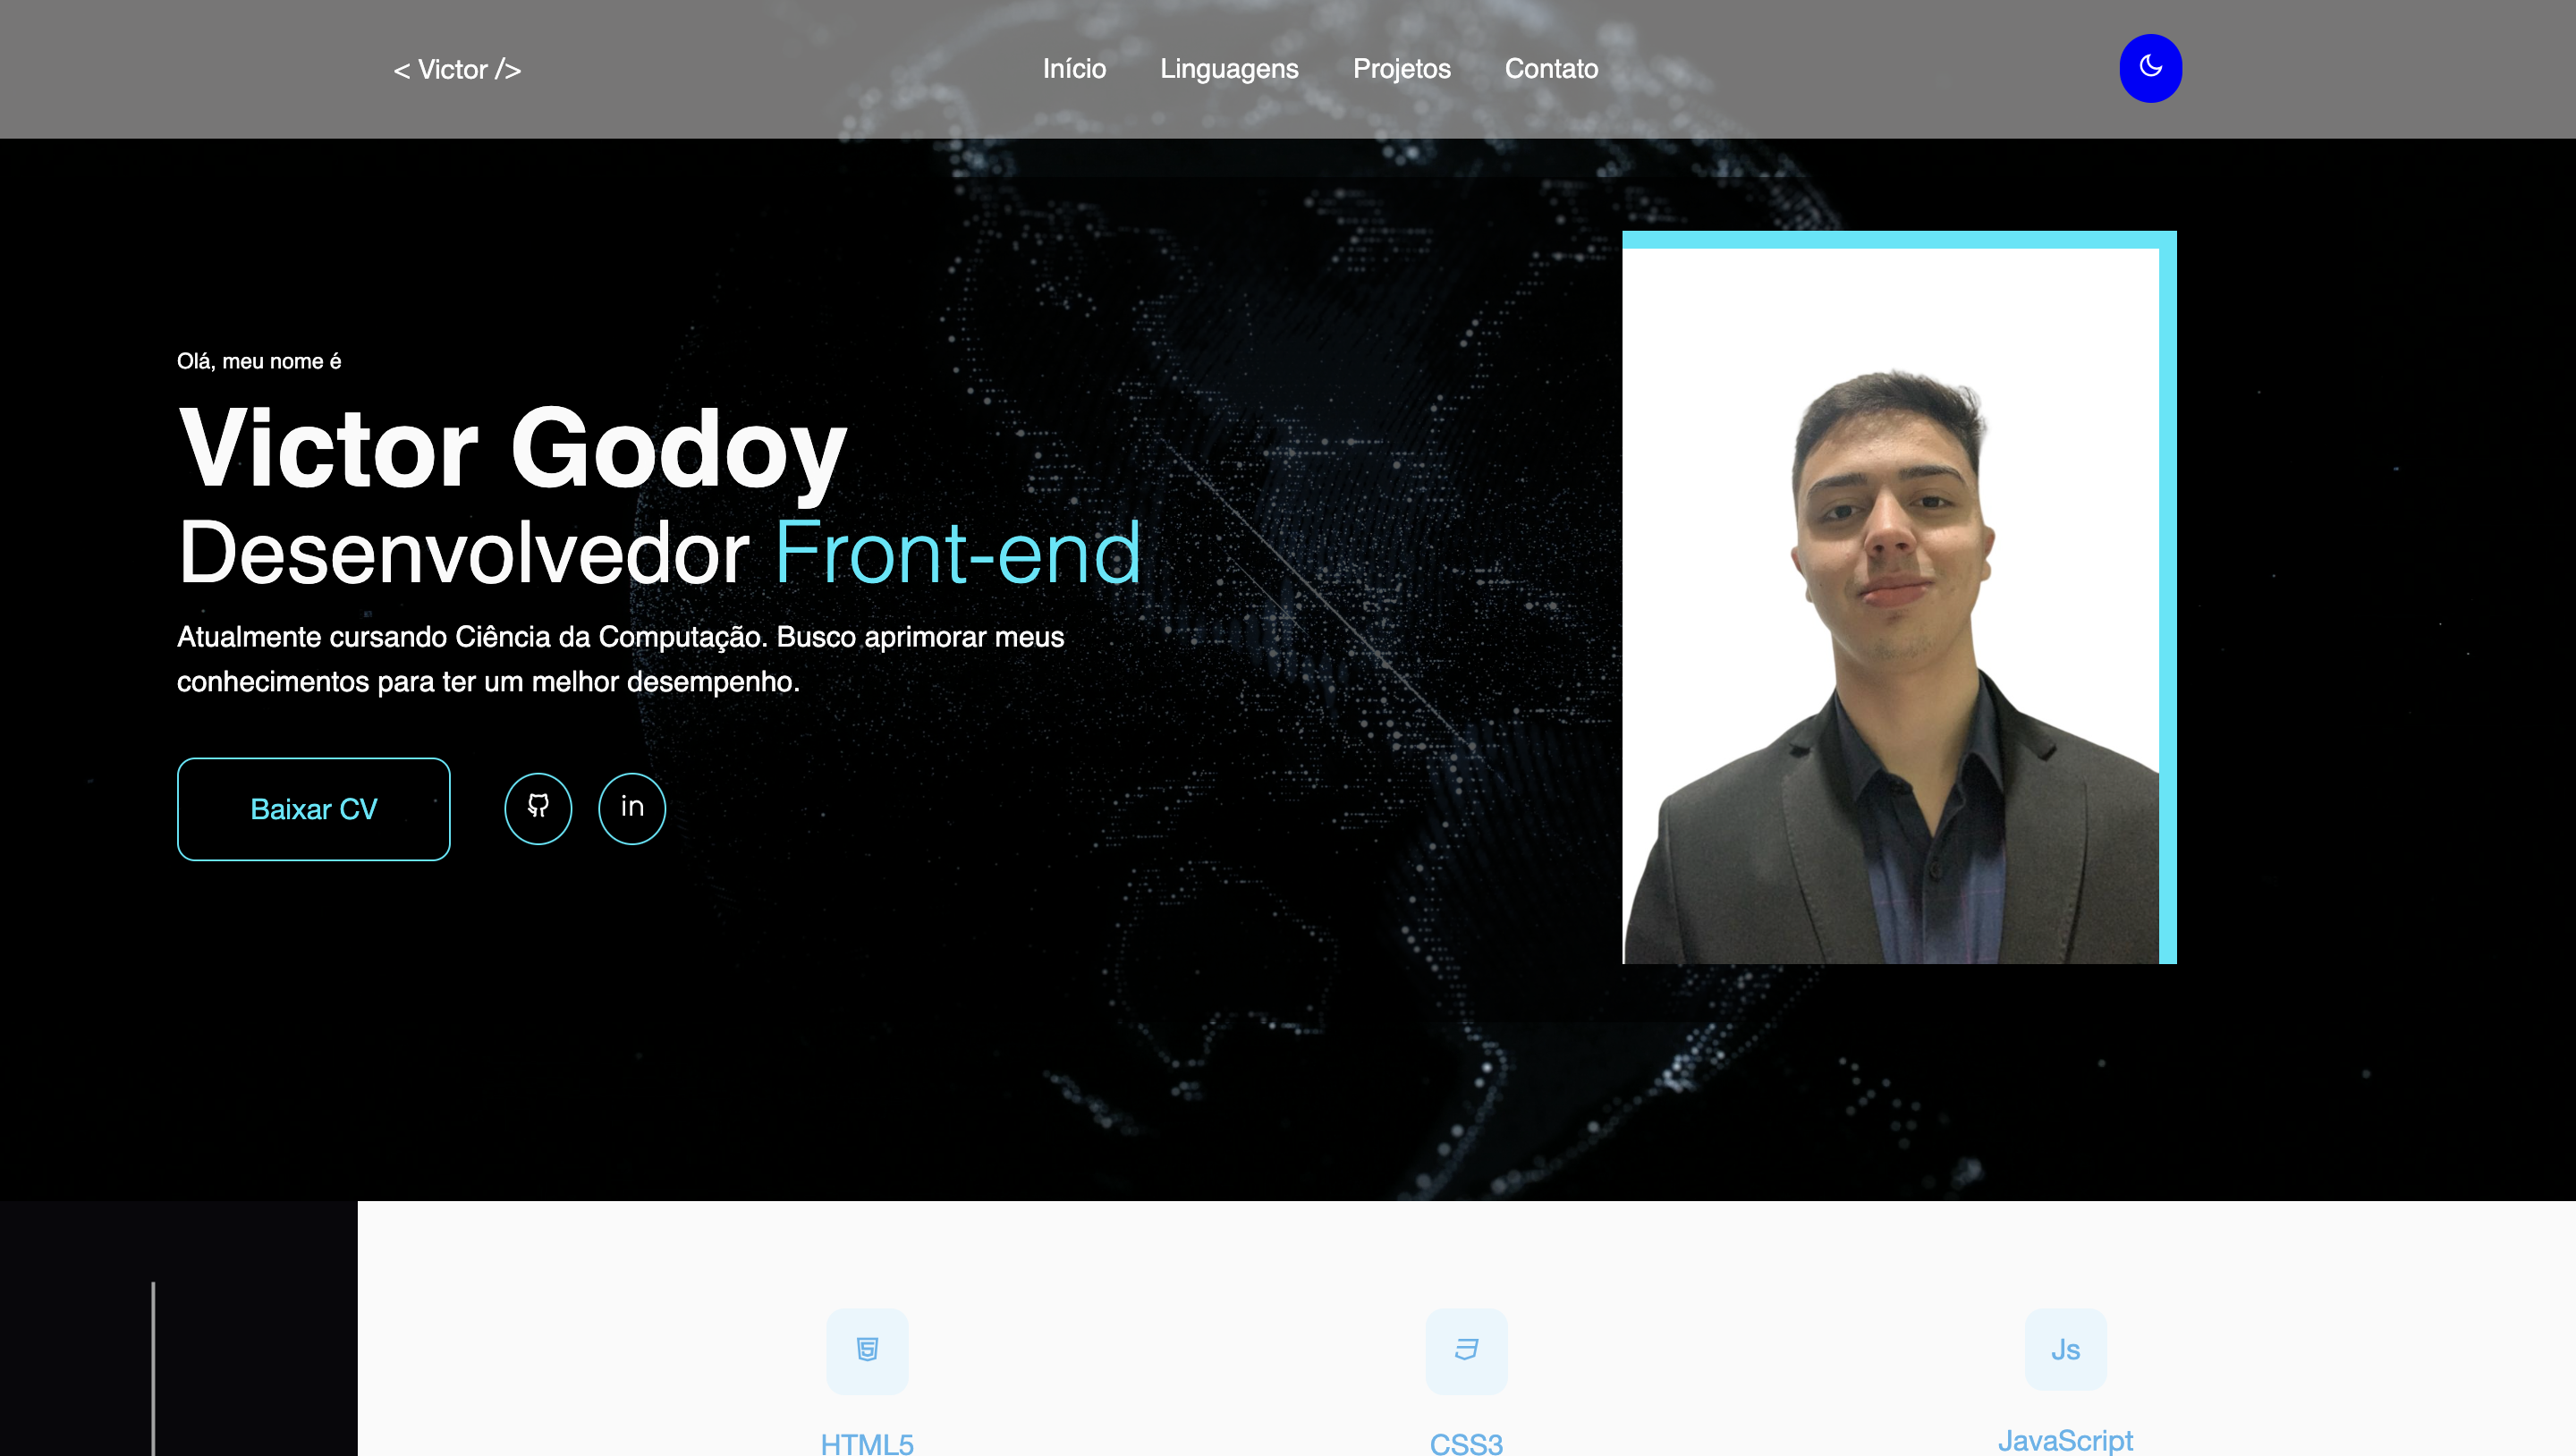 < Victor />
Início
Linguagens
Projetos
Contato
Olá, meu nome é
Victor Godoy
Desenvolvedor Front-end
Atualmente cursando Ciência da Computação. Busco aprimorar meus
conhecimentos para ter um melhor desempenho.
Baixar CV
in
5
Js
HTML5
CSS3
JavaScript